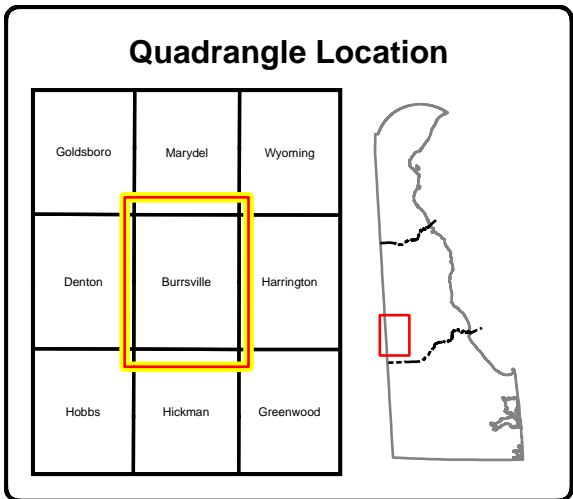 Quadrangle Location
Goldsboro Marydel Wyoming
Denton Burrsville Harrington
Hobbs Hickman Greenwood